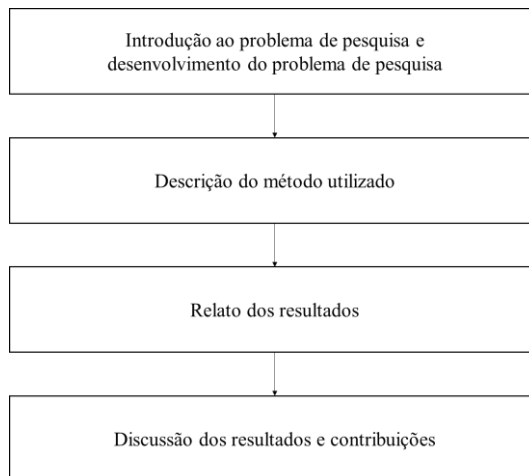 Introdução ao problema de pesquisa e
desenvolvimento do problema de pesquisa
Descrição do método utilizado
Relato dos resultados
Discussão dos resultados e contribuições